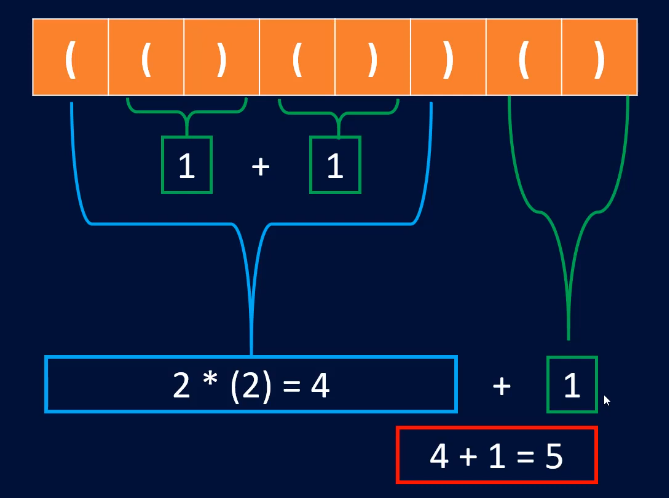 ( ( ) ( ) ) ( )
1 + 1
2 * (2) = 4 + 1
4 + 1 = 5